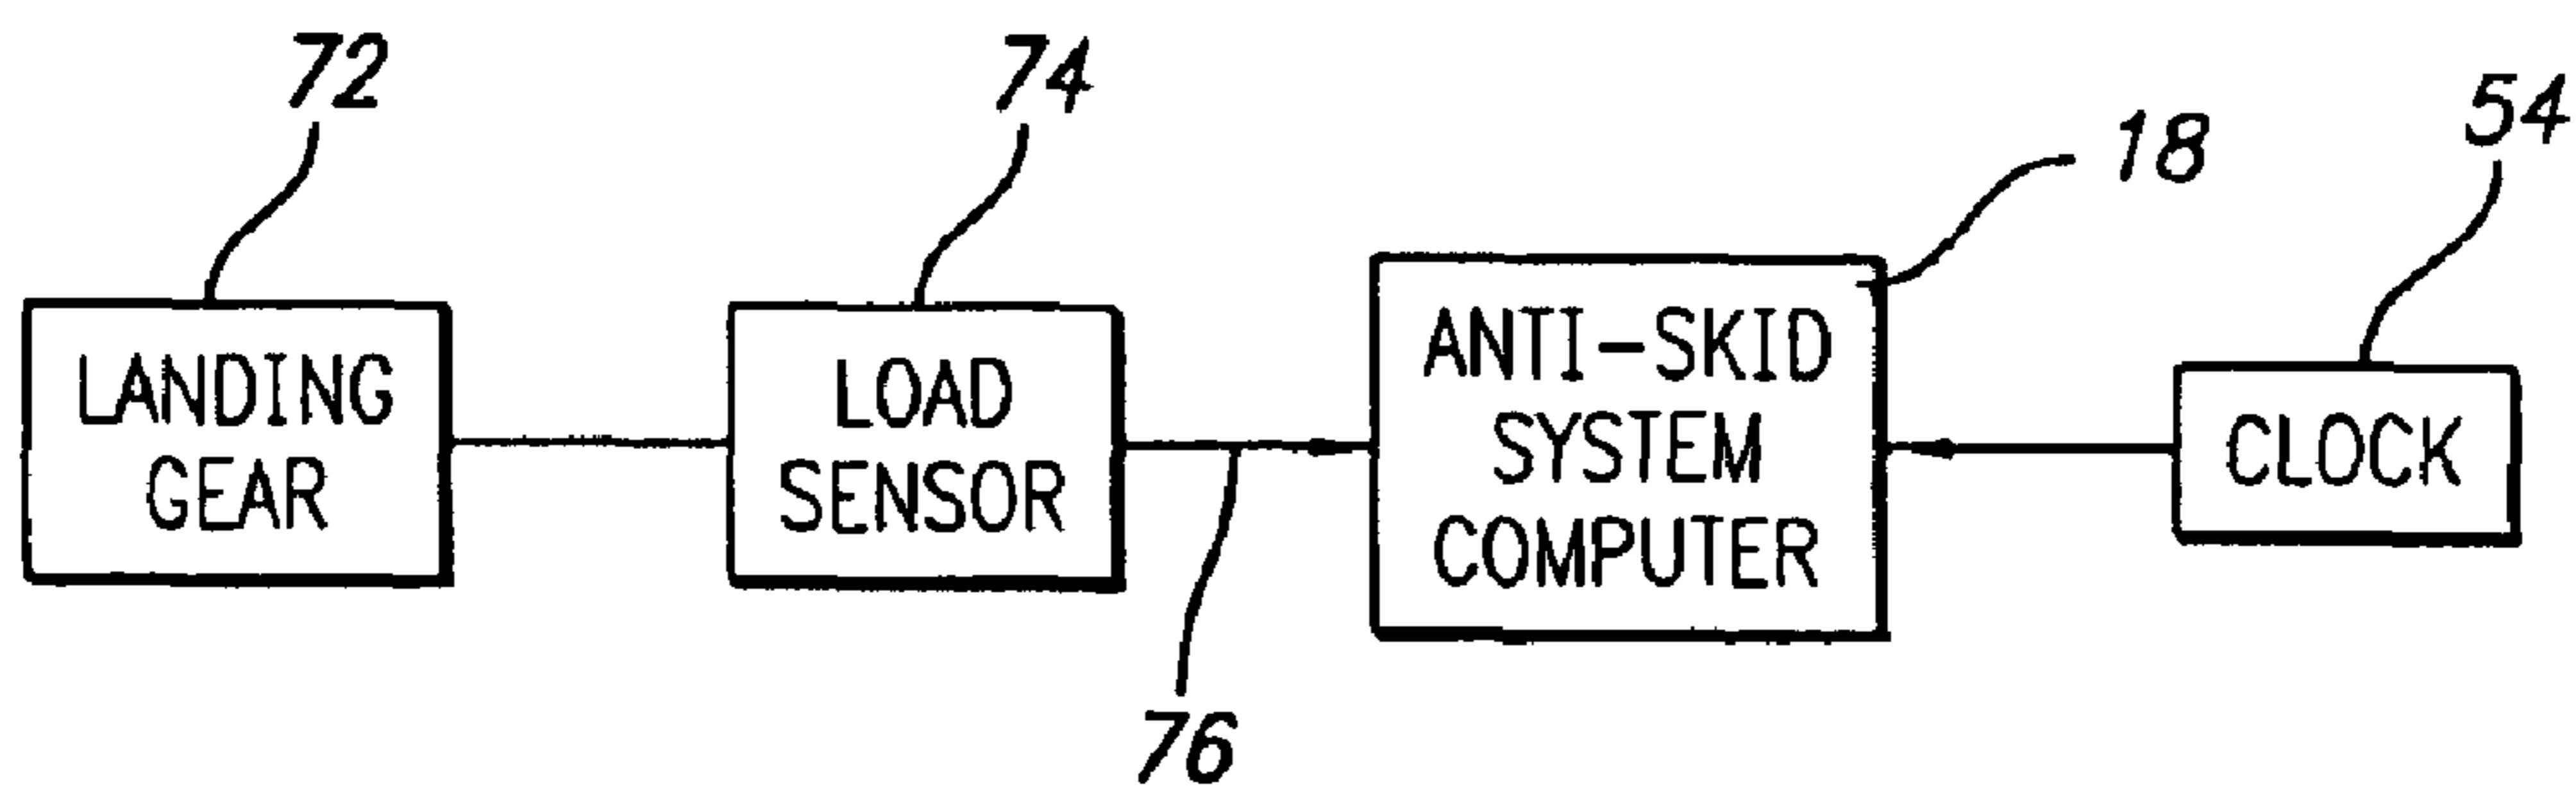 72
74
18
54
LANDING
GEAR
LOAD
SENSOR
ANTI-SKID
SYSTEM
COMPUTER
CLOCK
76